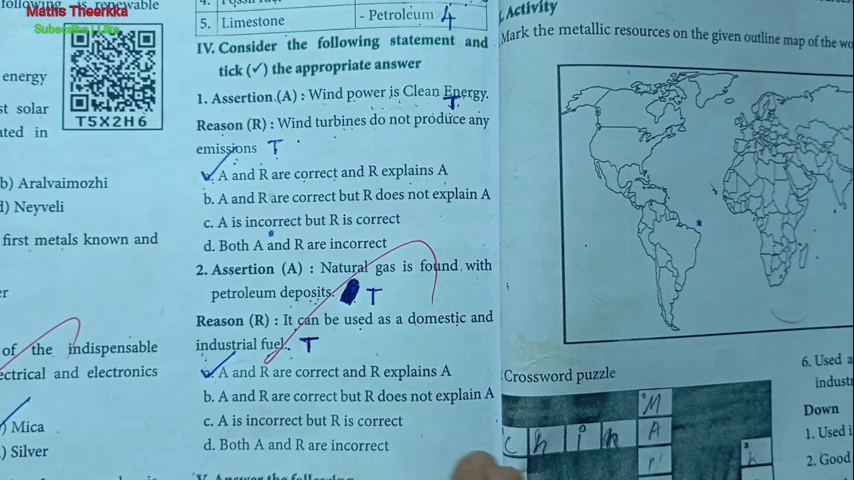 following, is renewable
Maths Theerkka
Subscribe | Like
T5X2H6
energy
st solar
ated in
b) Aralvaimozhi
d) Neyveli
first metals known and
er
of the indispensable
ectrical and electronics
Mica
) Silver
5. Limestone - Petroleum 4
IV. Consider the following statement and
tick (✓) the appropriate answer
1. Assertion (A) : Wind power is Clean Energy.
T
Reason (R) : Wind turbines do not produce any
emissions T
a. A and R are correct and R explains A
b. A and R are correct but R does not explain A
c. A is incorrect but R is correct
d. Both A and R are incorrect
2. Assertion (A) : Natural gas is found with
petroleum deposits. T
Reason (R) : It can be used as a domestic and
industrial fuel. T
a. A and R are correct and R explains A
b. A and R are correct but R does not explain A
c. A is incorrect but R is correct
d. Both A and R are incorrect
V. Answer the following
Activity
Mark the metallic resources on the given outline map of the wo
Crossword puzzle
M
c h i n A
k
6. Used a
industr
Down
1. Used i
2. Good